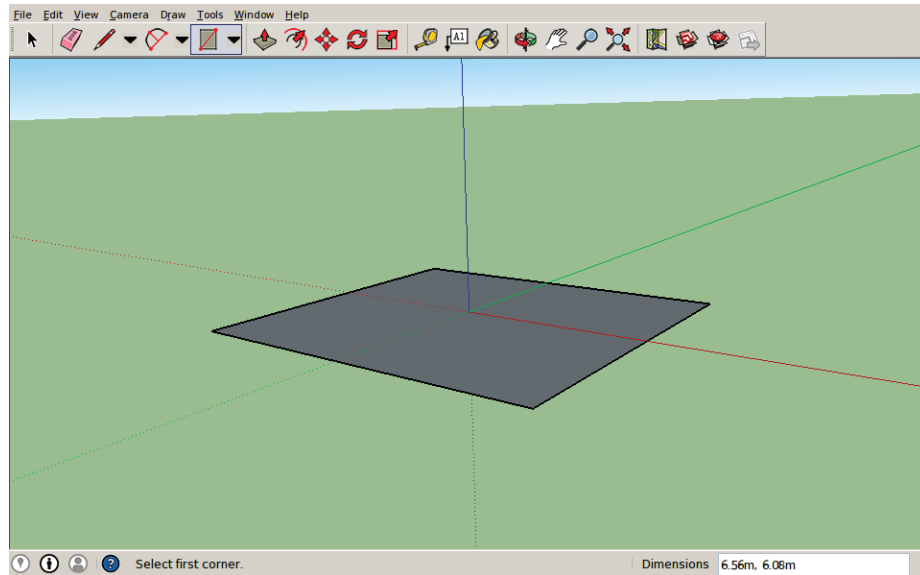 File Edit View Camera Draw Tools Window Help
A1
Select first corner. Dimensions 6.56m, 6.08m